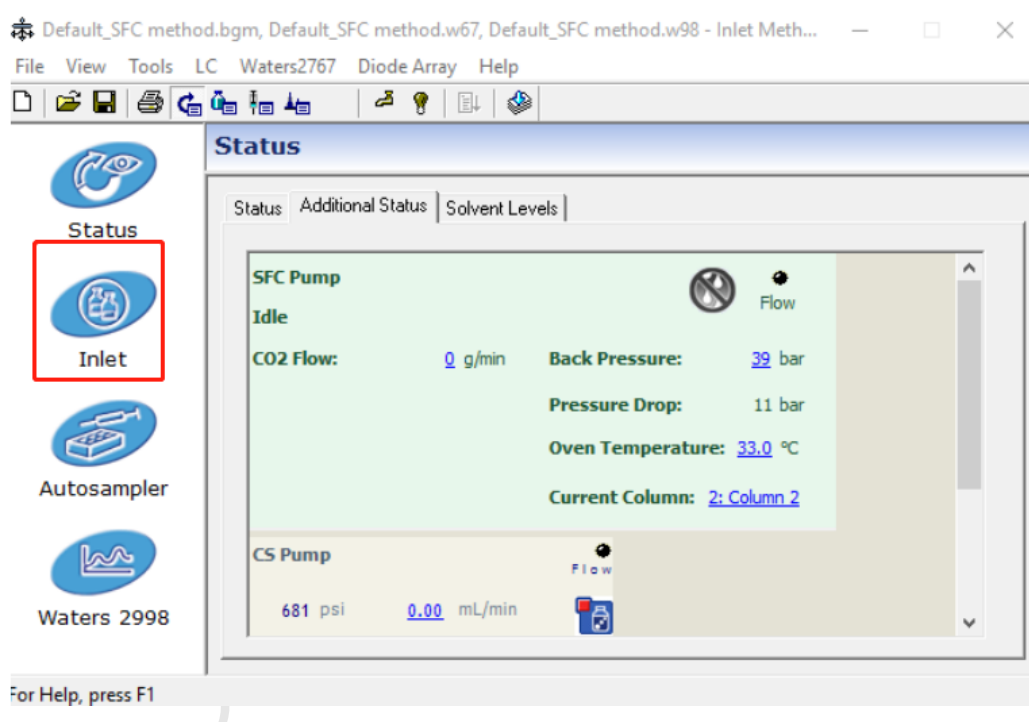 Default_SFC method.bgm, Default_SFC method.w67, Default_SFC method.w98 - Inlet Meth...
File View Tools LC Waters2767 Diode Array Help
Status
Status
Inlet
Autosampler
Waters 2998
Status Additional Status Solvent Levels
SFC Pump
Flow
Idle
CO2 Flow: 0 g/min Back Pressure: 39 bar
Pressure Drop: 11 bar
Oven Temperature: 33.0 ºC
Current Column: 2: Column 2
CS Pump
Flow
681 psi 0.00 mL/min
For Help, press F1